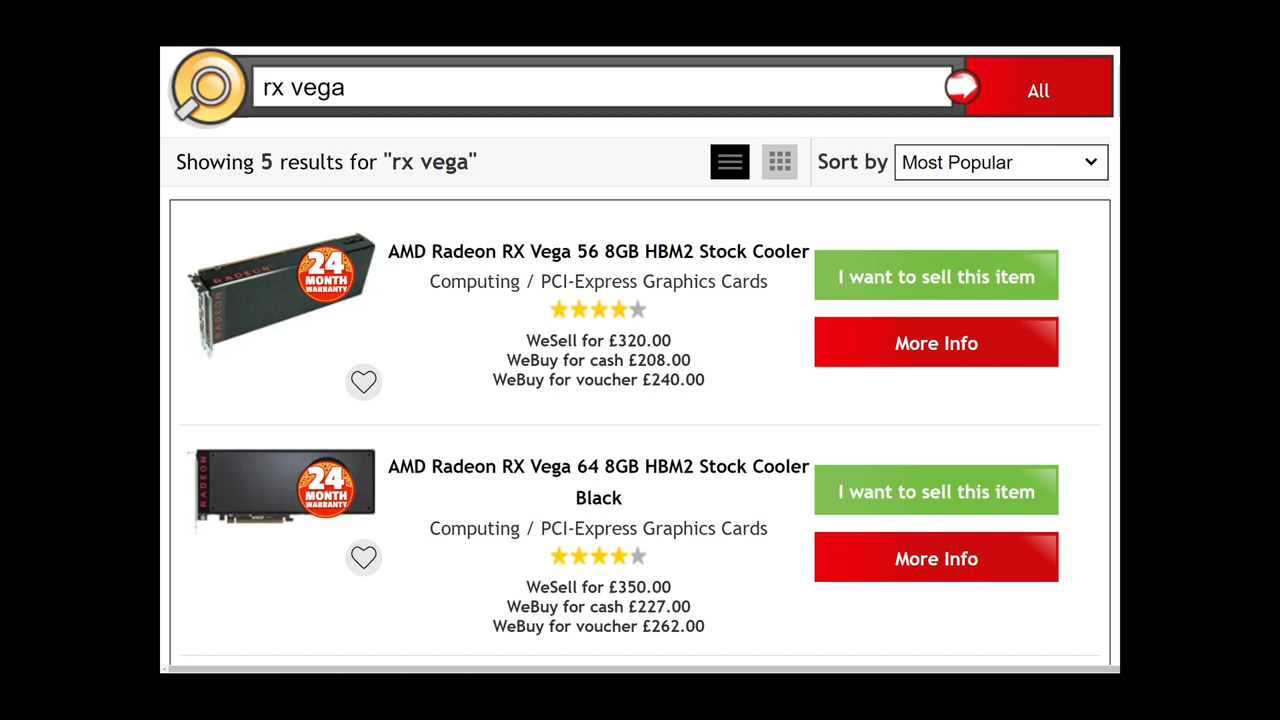 rx vega
All
Showing 5 results for "rx vega"
Sort by
Most Popular
AMD Radeon RX Vega 56 8GB HBM2 Stock Cooler
Computing / PCI-Express Graphics Cards
WeSell for £320.00
WeBuy for cash £208.00
WeBuy for voucher £240.00
I want to sell this item
More Info
RADEON
RADEON
24
MONTH
WARRANTY
AMD Radeon RX Vega 64 8GB HBM2 Stock Cooler
Black
Computing / PCI-Express Graphics Cards
WeSell for £350.00
WeBuy for cash £227.00
WeBuy for voucher £262.00
I want to sell this item
More Info
RADEON
24
MONTH
WARRANTY